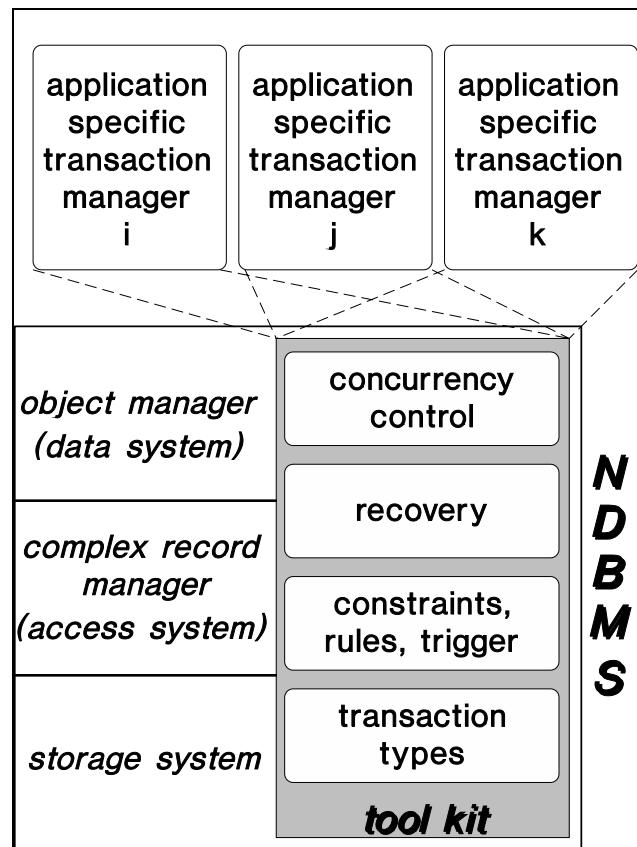 application
specific
transaction
manager
i
application
specific
transaction
manager
j
application
specific
transaction
manager
k
object manager
(data system)
complex record
manager
(access system)
storage system
concurrency
control
recovery
constraints,
rules, trigger
transaction
types
tool kit
N
D
B
M
S